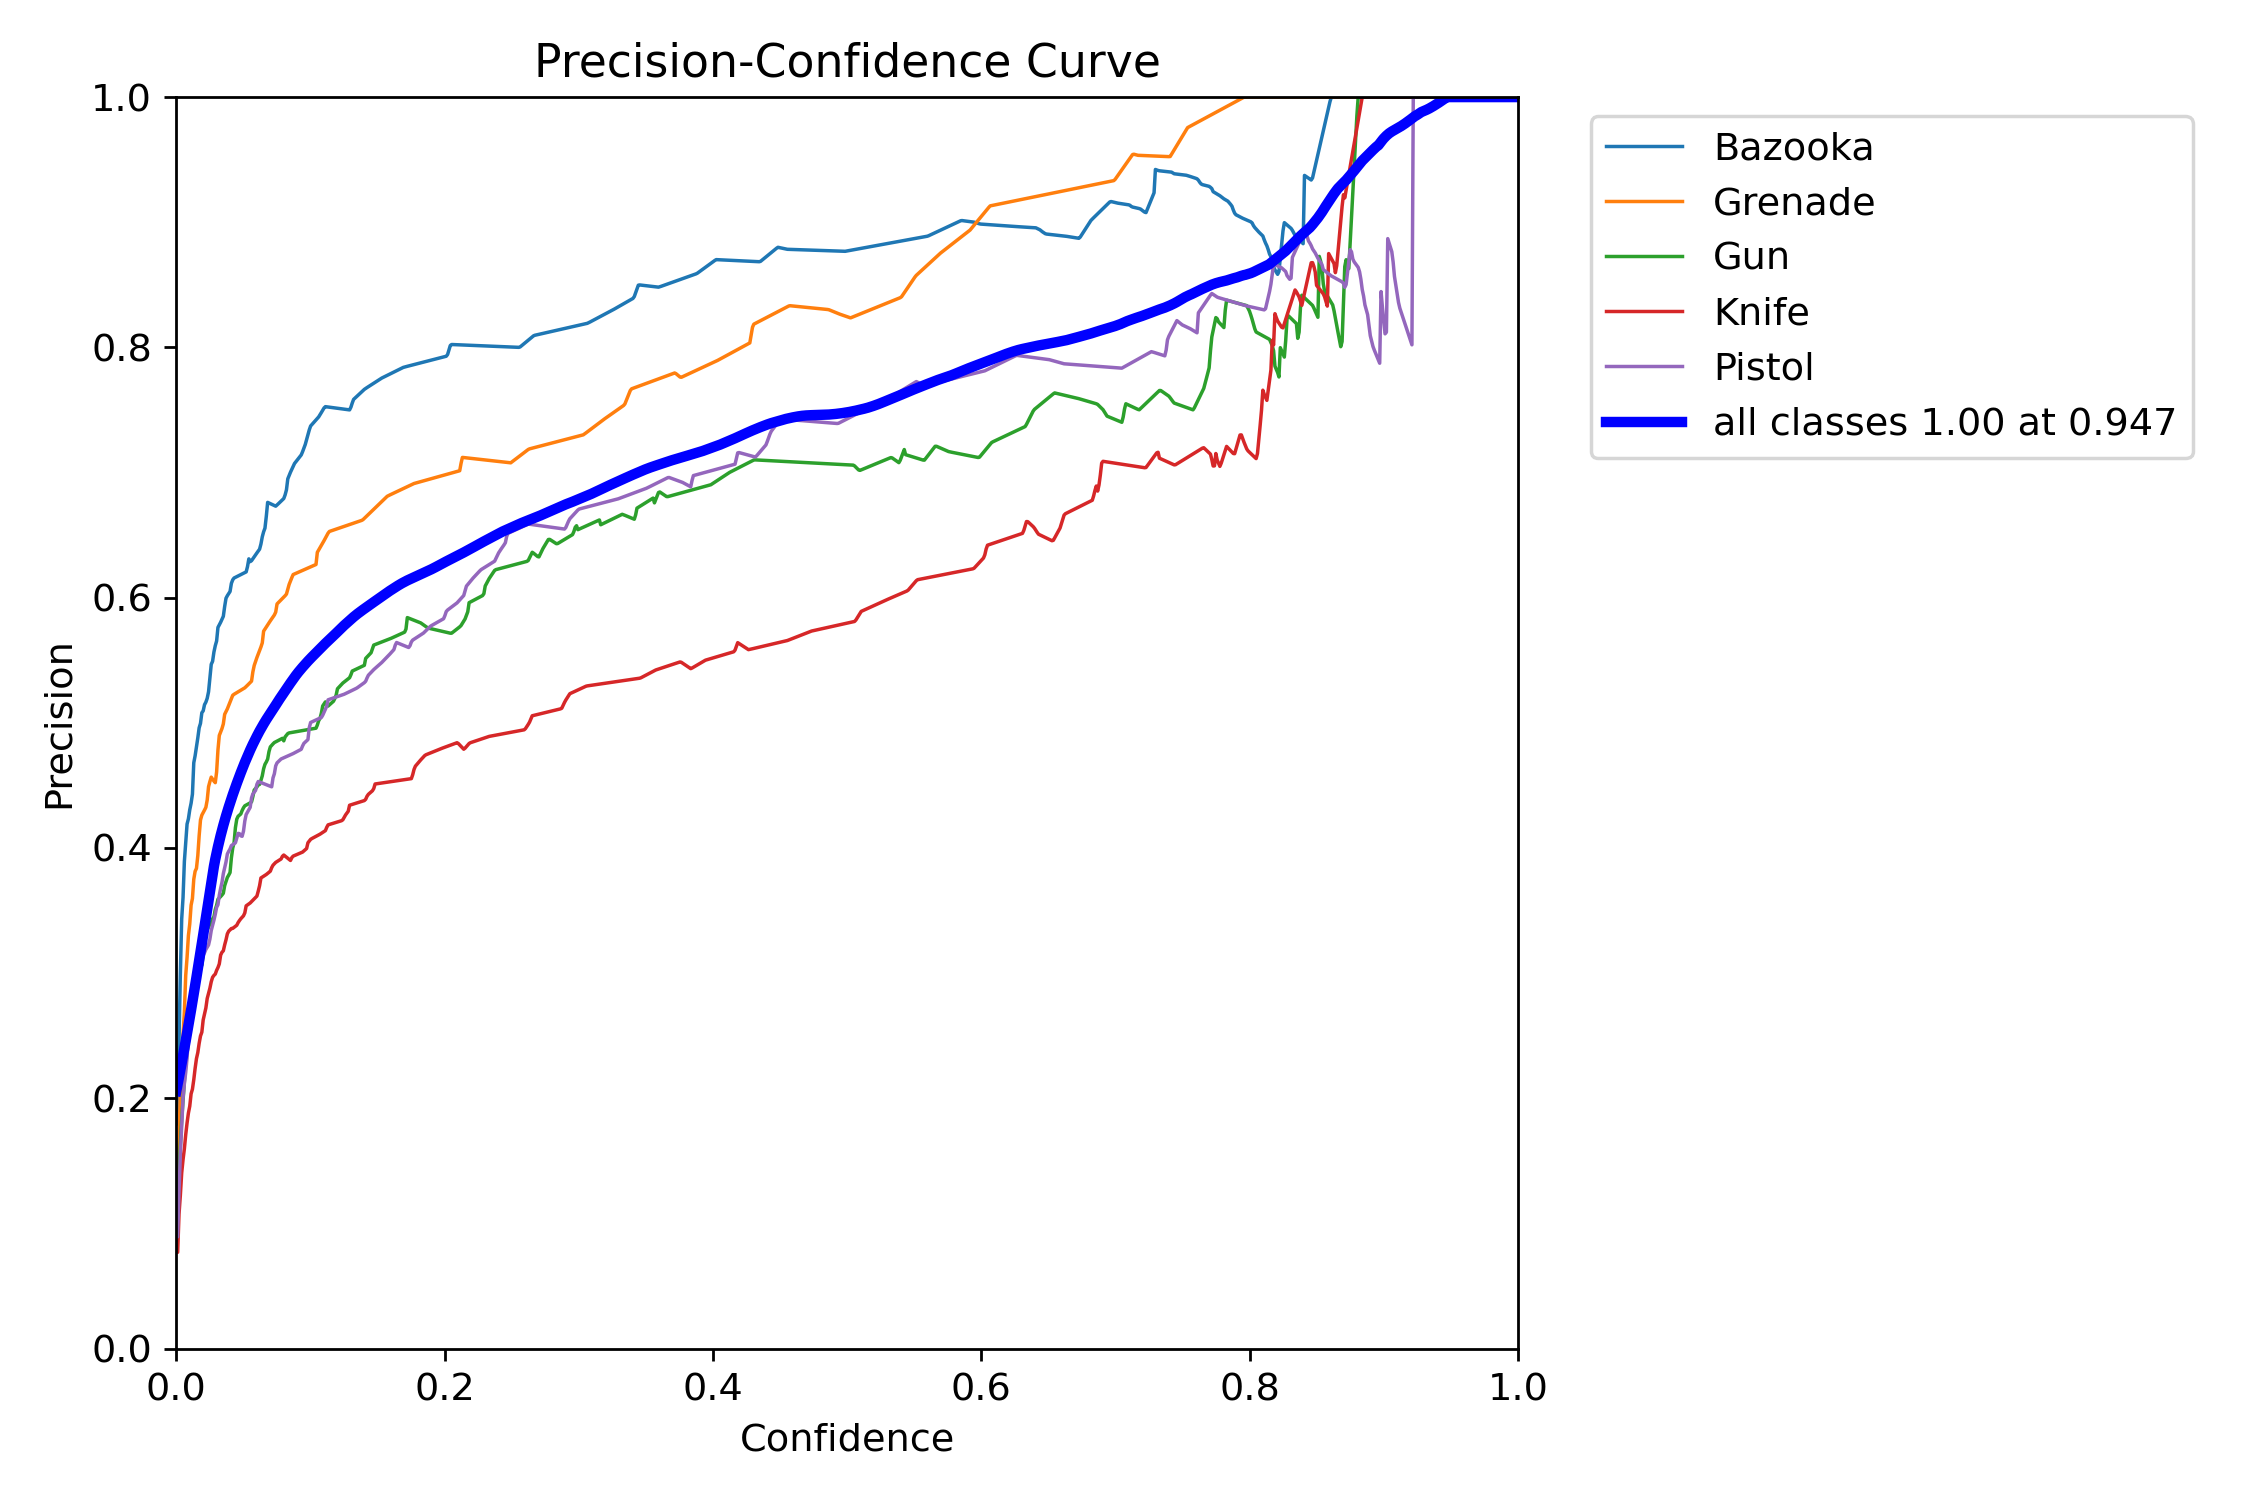 Precision-Confidence Curve
1.0
0.8
0.6
0.4
0.2
0.0
Precision
0.0 0.2 0.4 0.6 0.8 1.0
Confidence
Bazooka
Grenade
Gun
Knife
Pistol
all classes 1.00 at 0.947